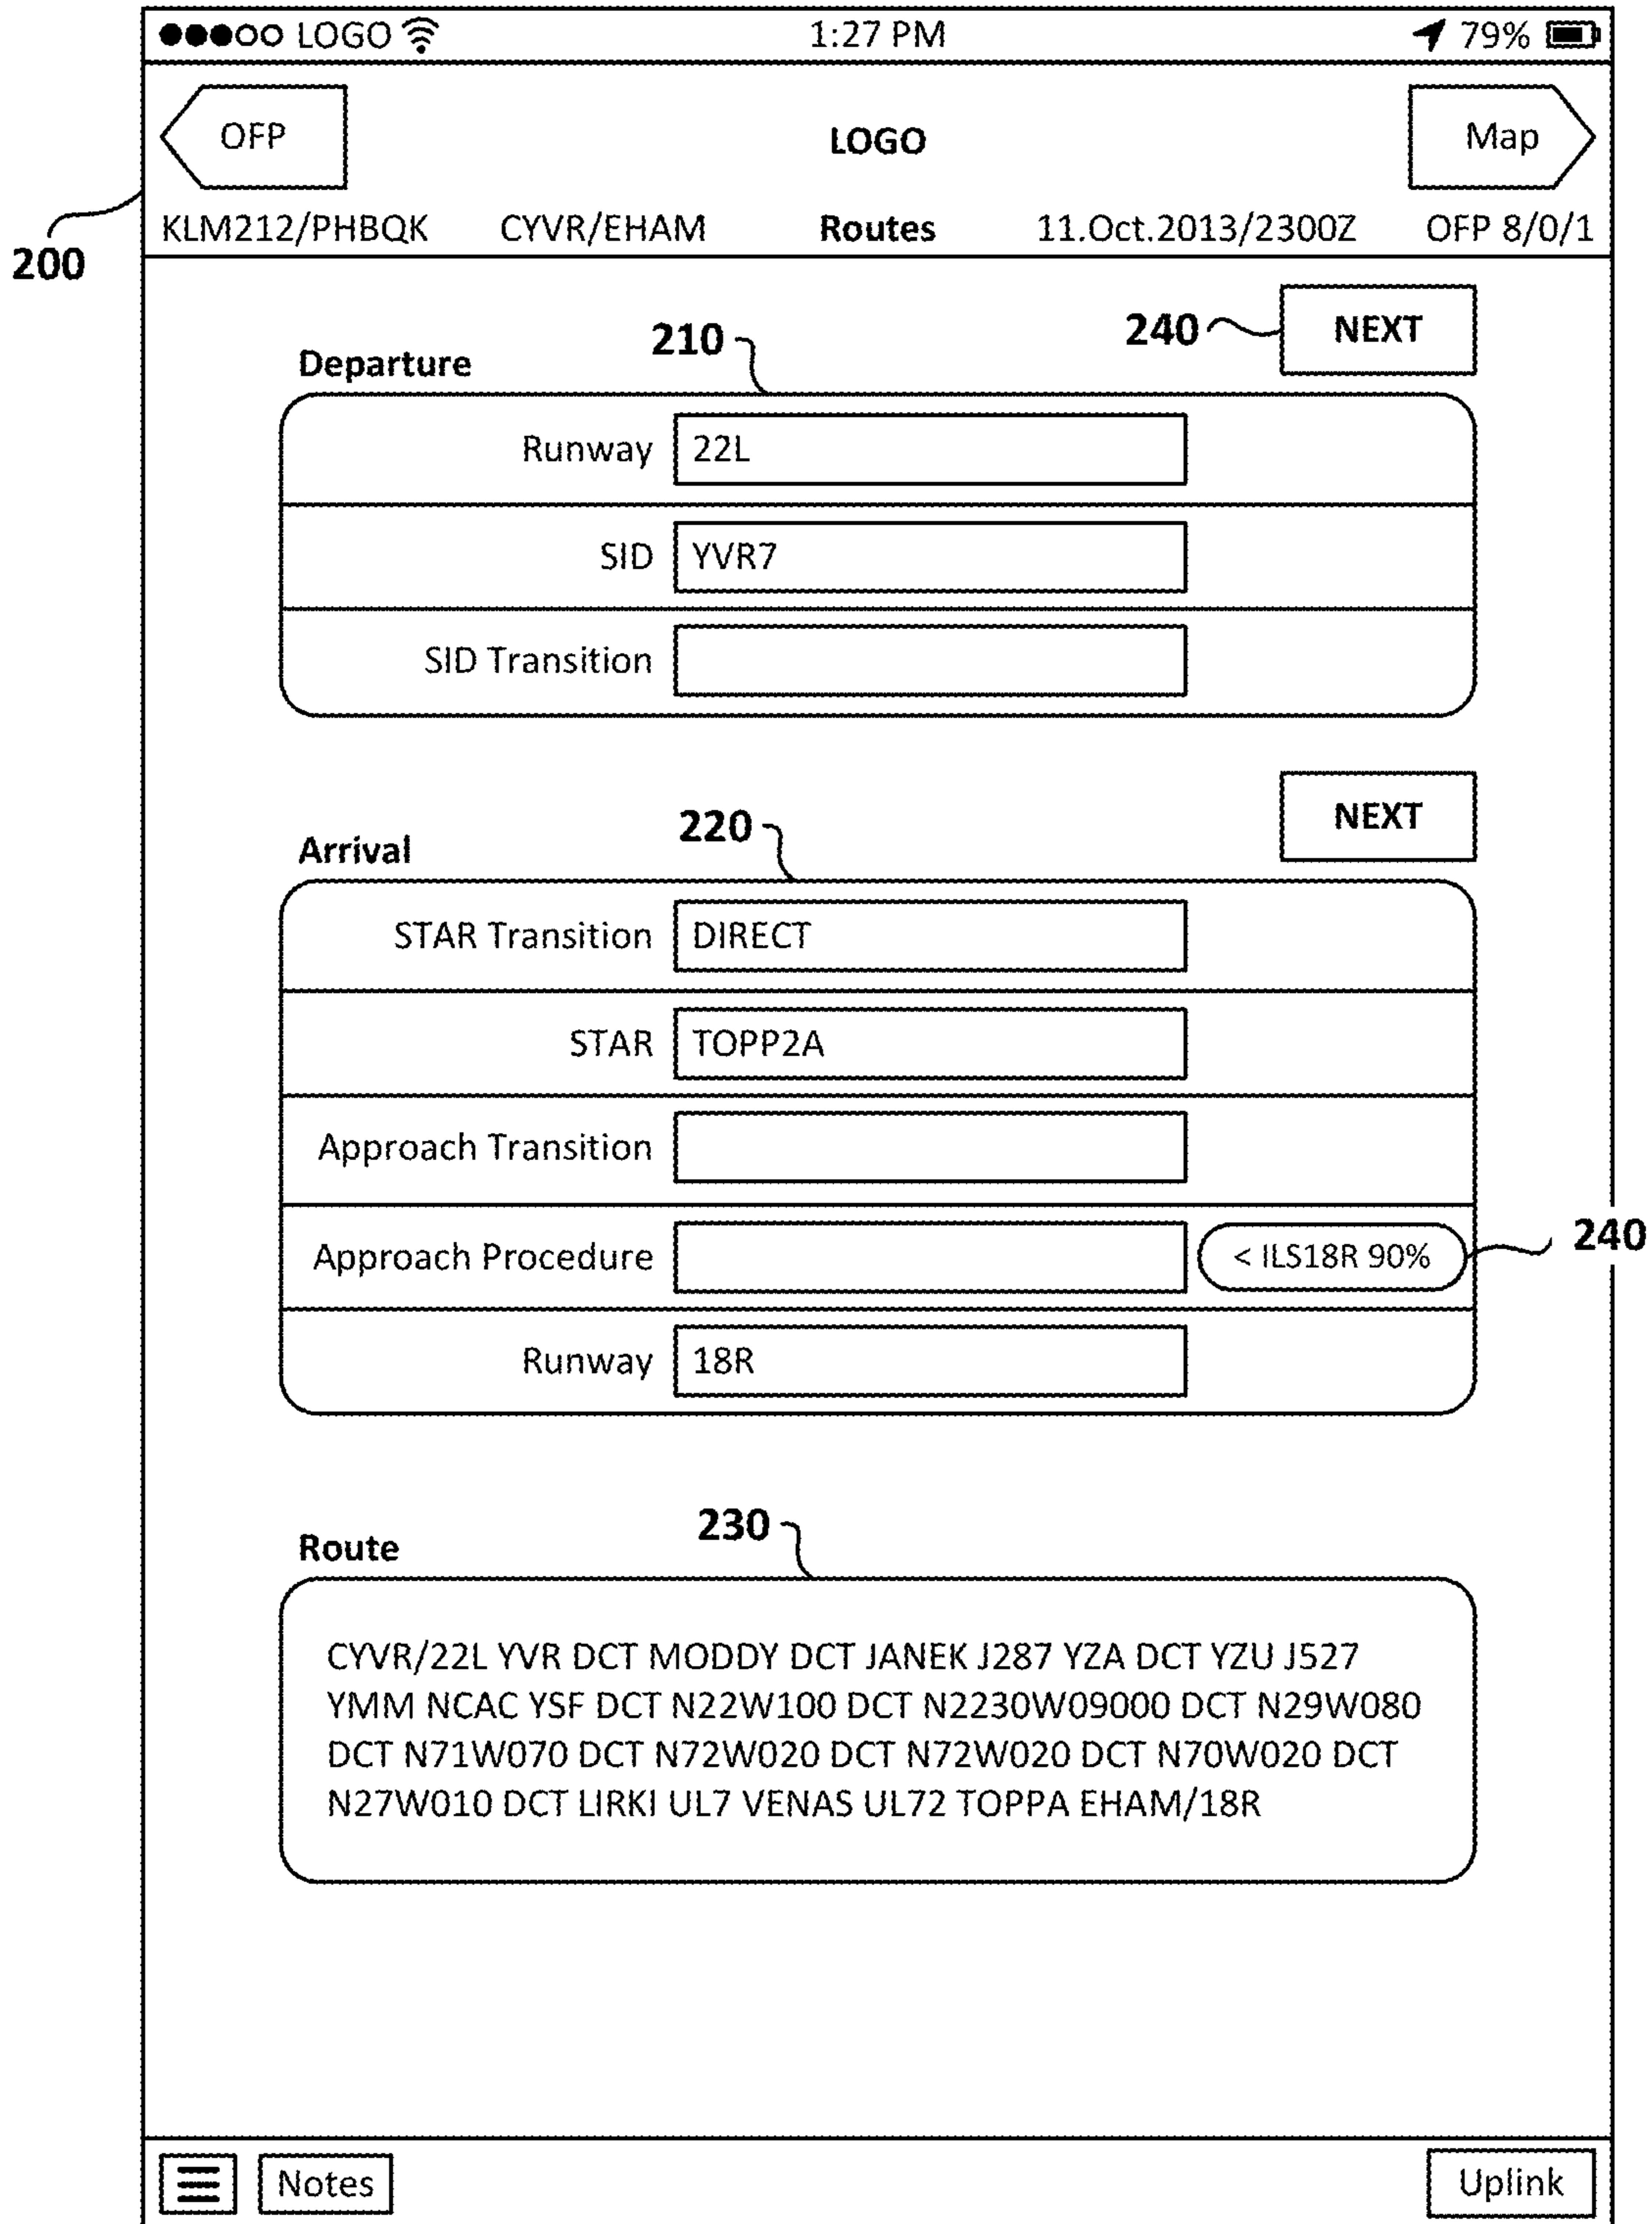 LOGO 1:27 PM 79%
OFP LOGO Map
200
KLM212/PHBQK CYVR/EHAM Routes 11.Oct.2013/2300Z OFP 8/0/1
240 NEXT
Departure 210
Runway 22L
SID YVR7
SID Transition
NEXT
Arrival 220
STAR Transition DIRECT
STAR TOPP2A
Approach Transition
Approach Procedure < ILS18R 90% 240
Runway 18R
Route 230
CYVR/22L YVR DCT MODDY DCT JANEK J287 YZA DCT YZU J527
YMM NCAC YSF DCT N22W100 DCT N2230W09000 DCT N29W080
DCT N71W070 DCT N72W020 DCT N72W020 DCT N70W020 DCT
N27W010 DCT LIRKI UL7 VENAS UL72 TOPPA EHAM/18R
Notes Uplink